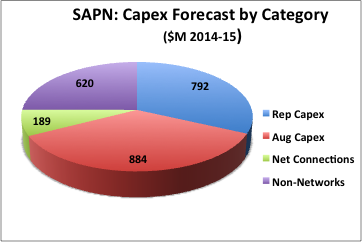 SAPN: Capex Forecast by Category
($M 2014-15)
620
792
189
884
Rep Capex
Aug Capex
Net Connections
Non-Networks